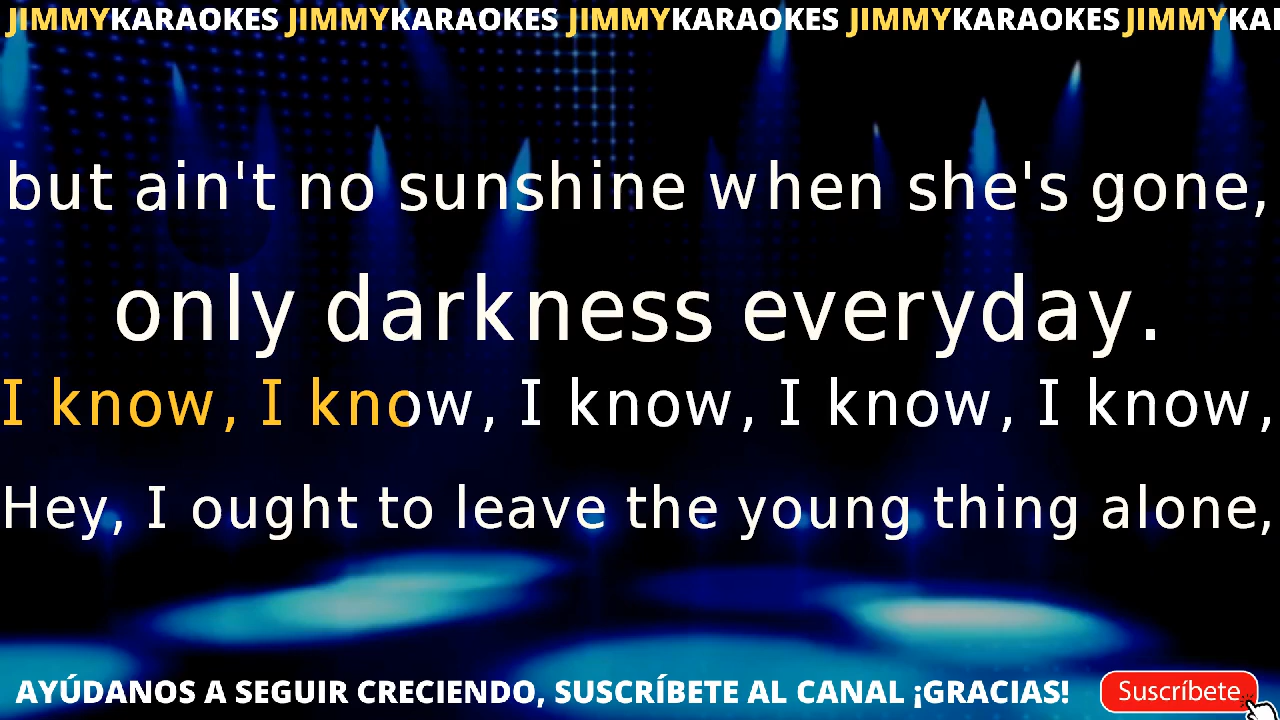 JIMMYKARAOKES JIMMYKARAOKES JIMMYKARAOKES JIMMYKARAOKES JIMMYKA
but ain't no sunshine when she's gone,
only darkness everyday.
I know, I know, I know, I know, I know,
Hey, I ought to leave the young thing alone,
AYÚDANOS A SEGUIR CRECIENDO, SUSCRÍBETE AL CANAL ¡GRACIAS! Suscríbete